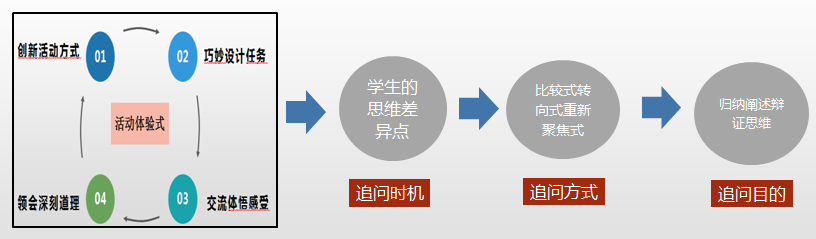 创新活动方式
01
02
巧妙设计任务
活动体验式
领会深刻道理
04
03
交流体悟感受
学生的
思维差
异点
追问时机
比较式转
向式重新
聚焦式
追问方式
归纳阐述辩
证思维
追问目的